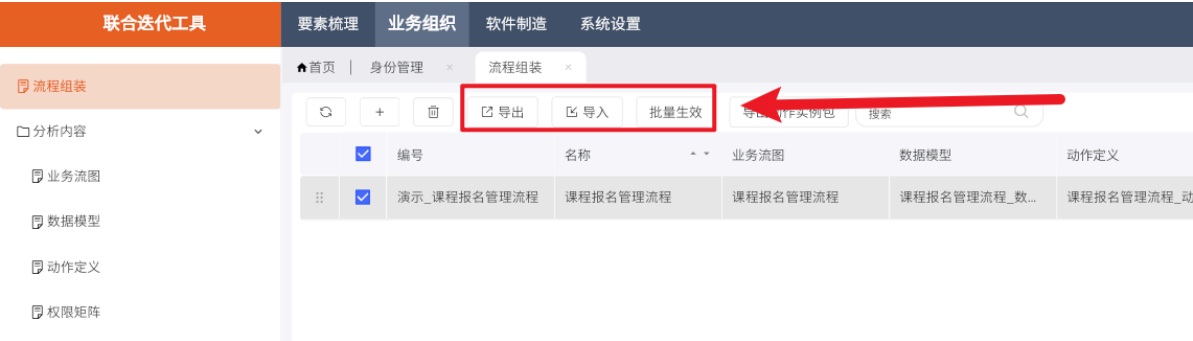 联合迭代工具 要素梳理 业务组织 软件制造 系统设置
首页 | 身份管理 × 流程组装 ×
流程组装
导出 导入 批量生效 搜索
分析内容
编号 名称 业务流图 数据模型 动作定义
业务流图
演示_课程报名管理流程 课程报名管理流程 课程报名管理流程 课程报名管理流程_数... 课程报名管理流程_动
数据模型
动作定义
权限矩阵